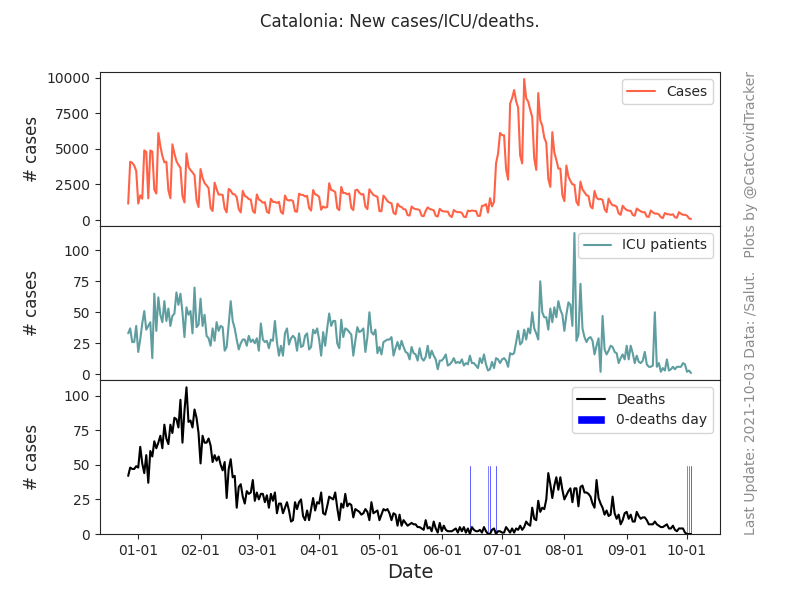 Catalonia: New cases/ICU/deaths.
10000
7500
5000
2500
0
# cases
Cases
100
75
50
25
0
# cases
ICU patients
100
75
50
25
0
# cases
Deaths
0-deaths day
01-01 02-01 03-01 04-01 05-01 06-01 07-01 08-01 09-01 10-01
Date
Last Update: 2021-10-03 Data: /Salut. Plots by @CatCovidTracker